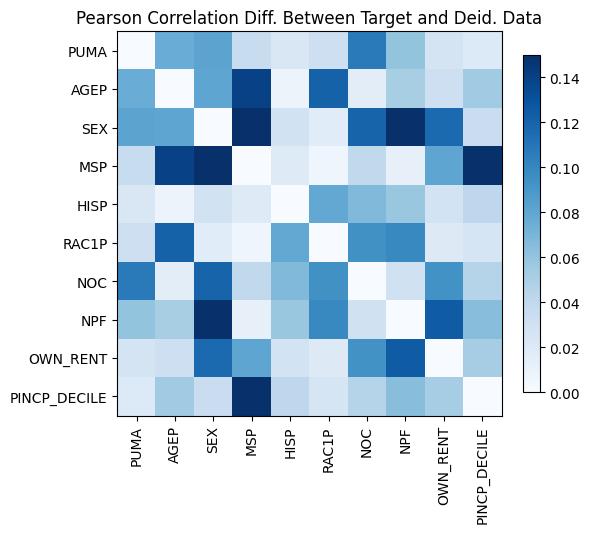 Pearson Correlation Diff. Between Target and Deid. Data
PUMA
AGEP
SEX
MSP
HISP
RAC1P
NOC
NPF
OWN_RENT
PINCP_DECILE
PUMA
AGEP
SEX
MSP
HISP
RAC1P
NOC
NPF
OWN_RENT
PINCP_DECILE
0.14
0.12
0.10
0.08
0.06
0.04
0.02
0.00